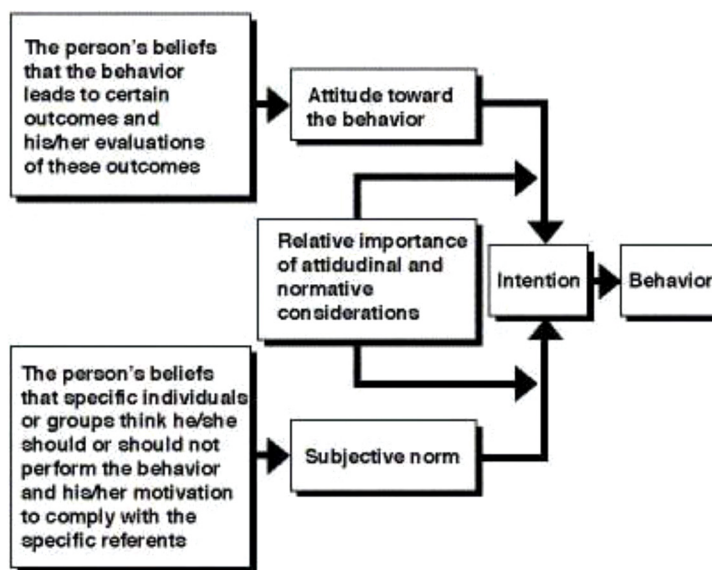 The person's beliefs
that the behavior
leads to certain
outcomes and
his/her evaluations
of these outcomes
Attitude toward
the behavior
Relative importance
of attidudinal and
normative
considerations
Intention
Behavior
The person's beliefs
that specific individuals
or groups think he/she
should or should not
perform the behavior
and his/her motivation
to comply with the
specific referents
Subjective norm